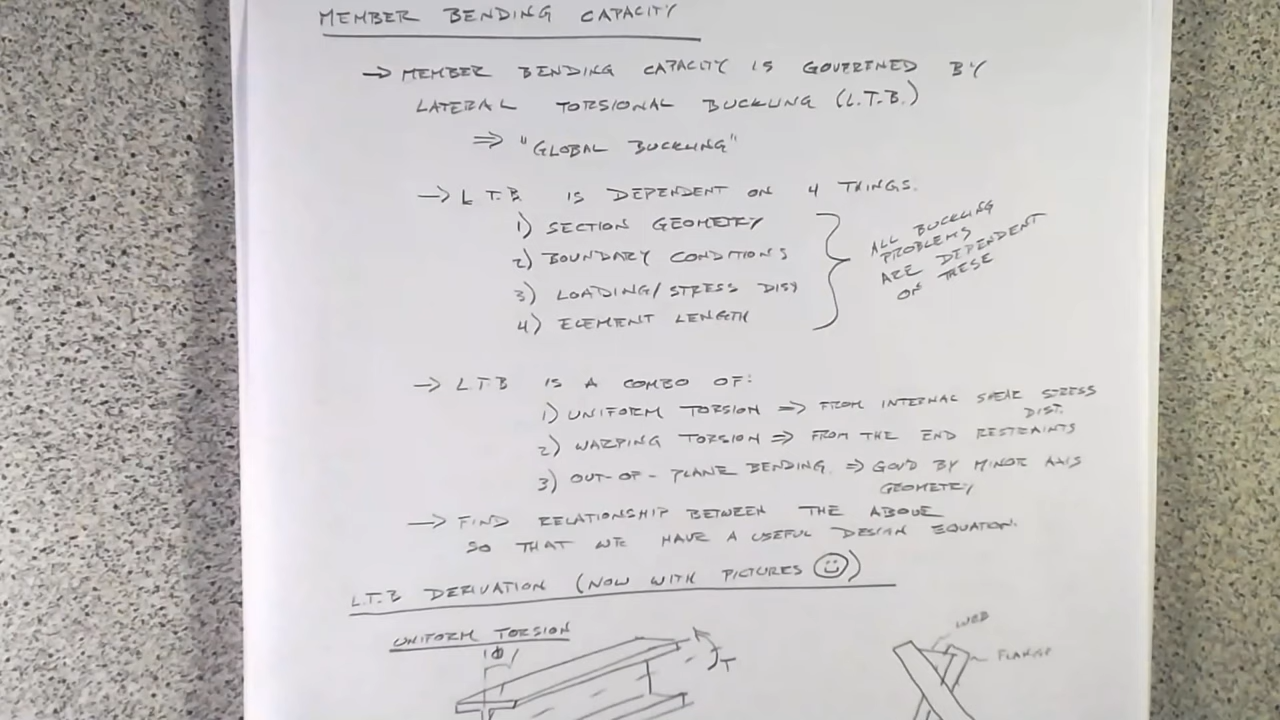 MEMBER BENDING CAPACITY
→ MEMBER BENDING CAPACITY IS GOVERENED BY
LATERAL TORSIONAL BUCKLING (L.T.B.)
⇒ "GLOBAL BUCKLING"
→ L.T.B. IS DEPENDENT ON 4 THINGS.
1) SECTION GEOMETRY
2) BOUNDARY CONDITIONS
3) LOADING/STRESS DIST
4) ELEMENT LENGTH
ALL BUCKLING
PROBLEMS
ARE DEPENDENT
ON THESE
→ LTB IS A COMBO OF:
1) UNIFORM TORSION ⇒ FROM INTERNAL SHEAR STRESS
DIST.
2) WARPING TORSION ⇒ FROM THE END RESTRAINTS
3) OUT-OF-PLANE BENDING ⇒ GOV'D BY MINOR AXIS
GEOMETRY
→ FIND RELATIONSHIP BETWEEN THE ABOVE
SO THAT WE HAVE A USEFUL DESIGN EQUATION.
L.T.B DERIVATION (NOW WITH PICTURES ☺)
UNIFORM TORSION
ϕ
T
WEB
FLANGE